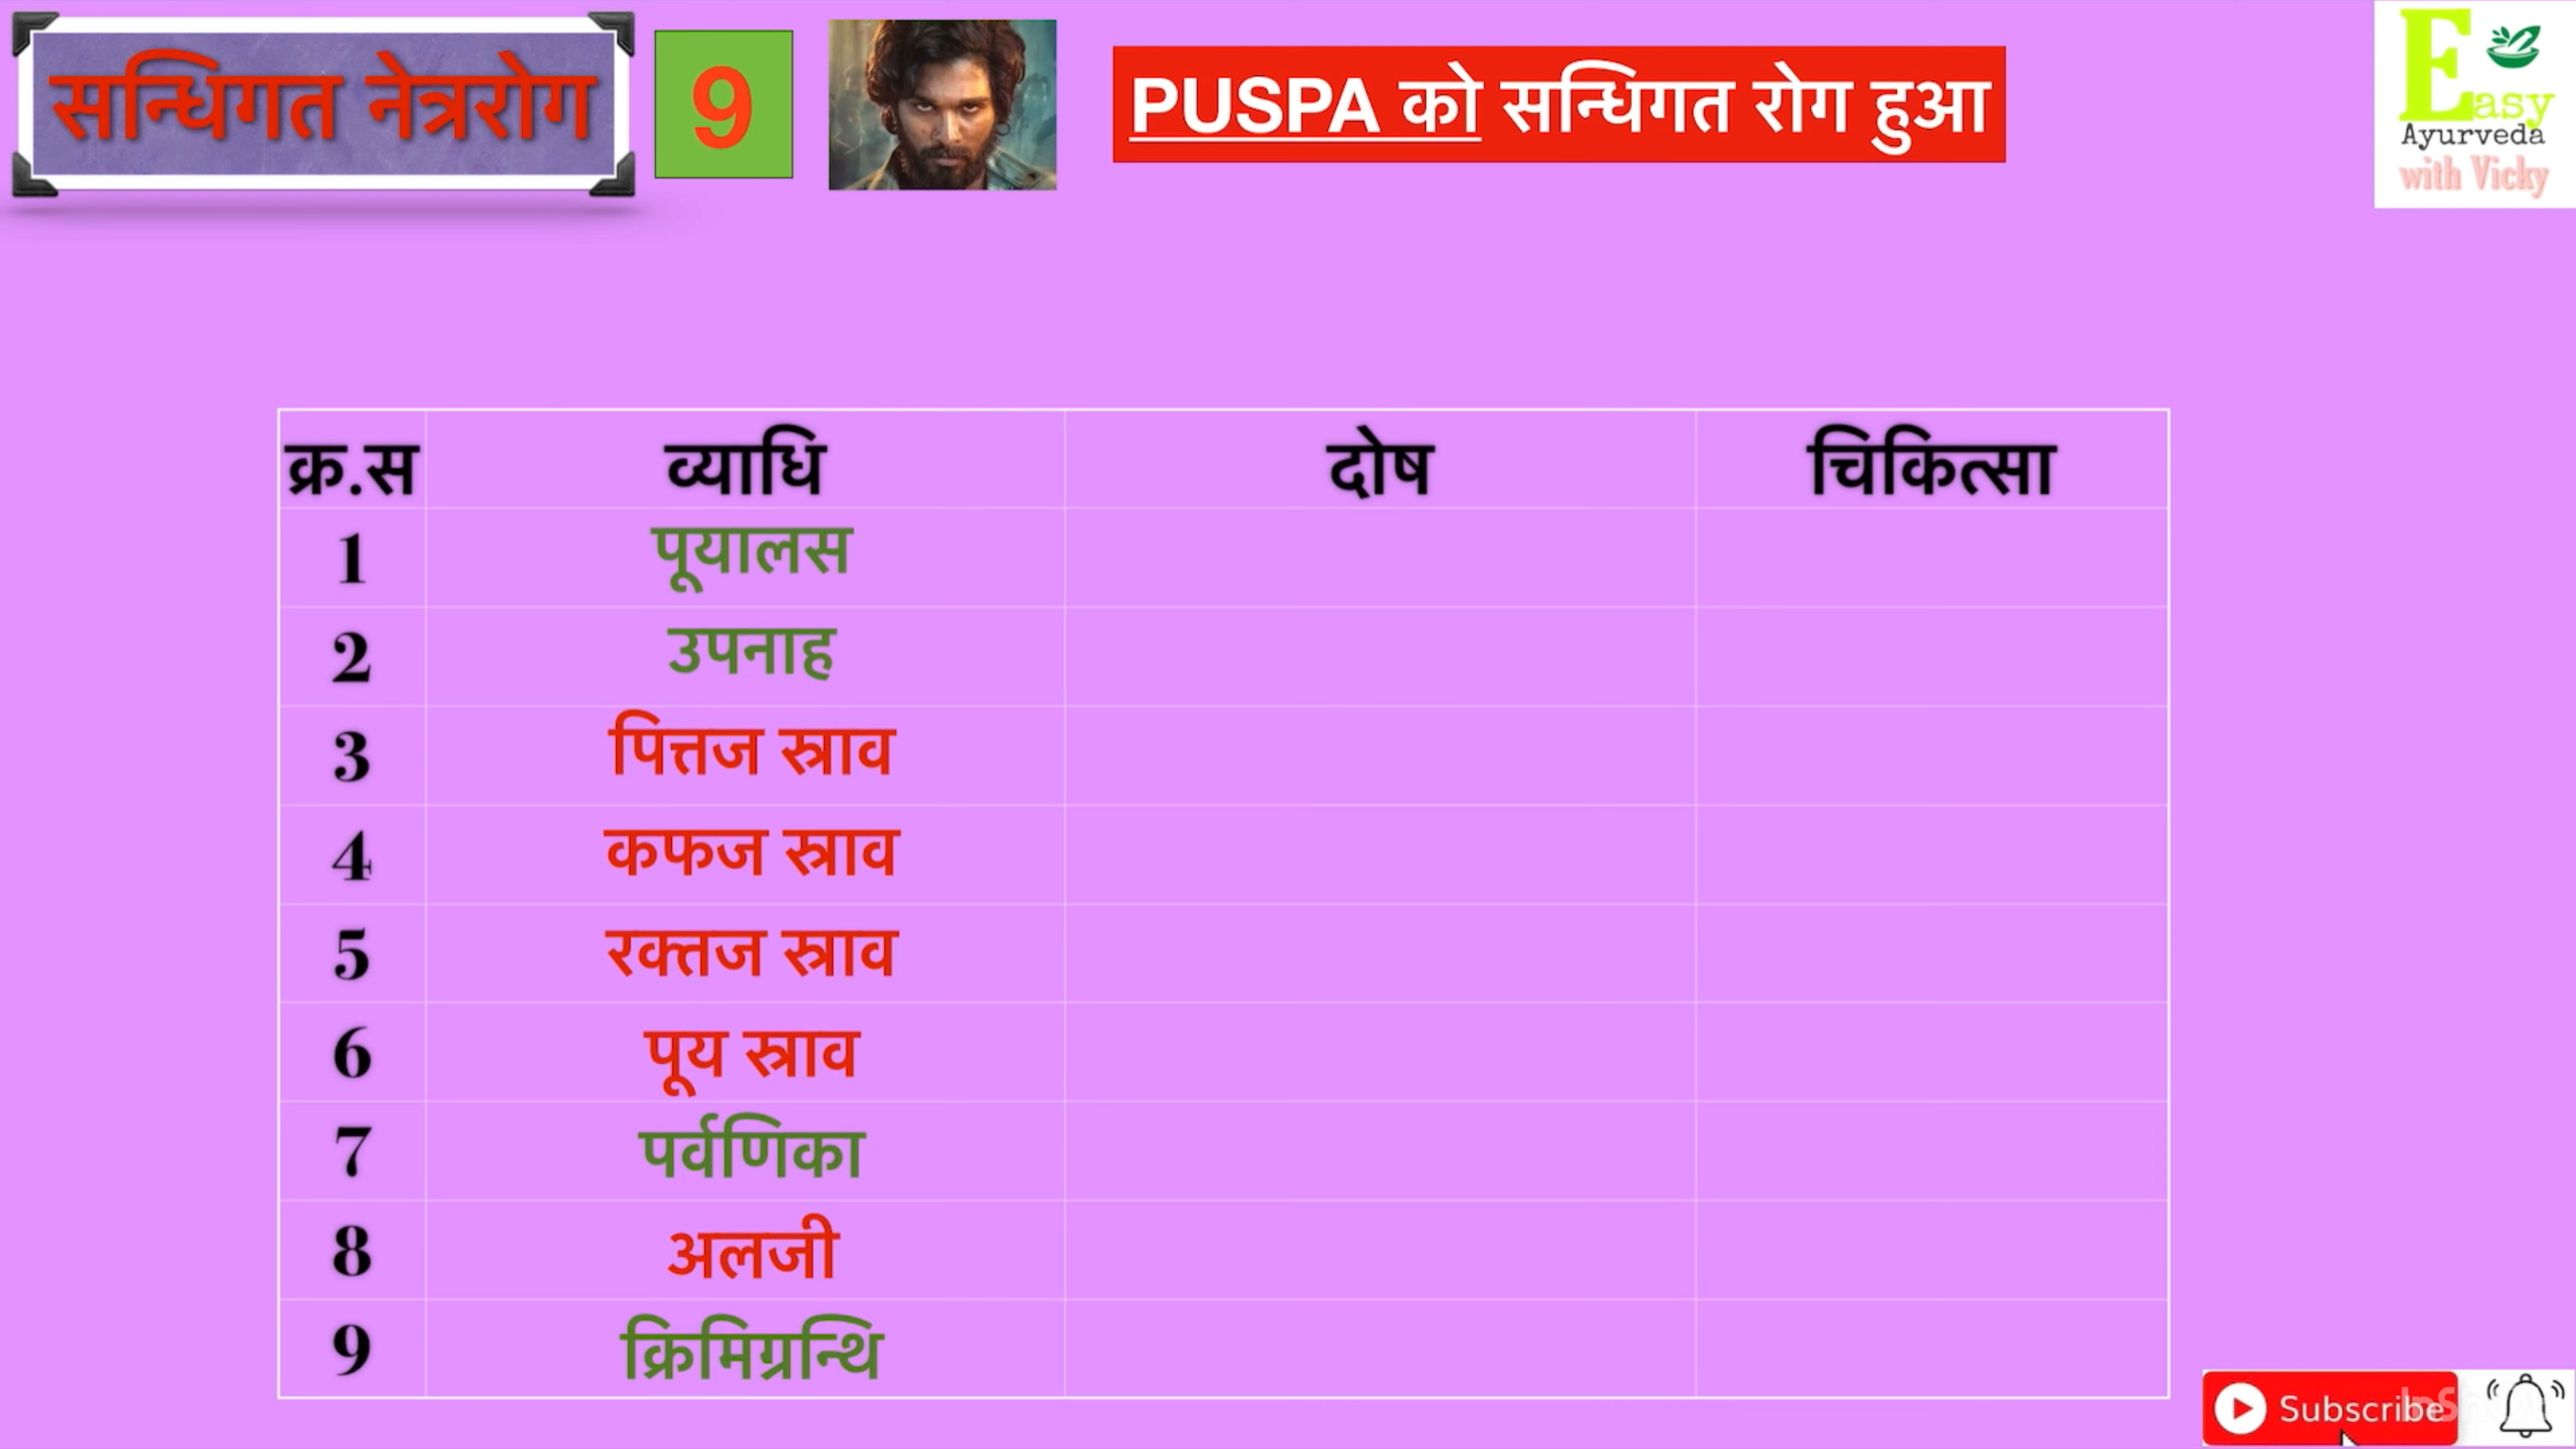 सन्धिगत नेत्ररोग
9
PUSPA को सन्धिगत रोग हुआ
Easy
Ayurveda
with Vicky
क्र.स व्याधि दोष चिकित्सा
1 पूयालस
2 उपनाह
3 पित्तज स्राव
4 कफज स्राव
5 रक्तज स्राव
6 पूय स्राव
7 पर्वणिका
8 अलजी
9 क्रिमिग्रन्थि
Subscribe